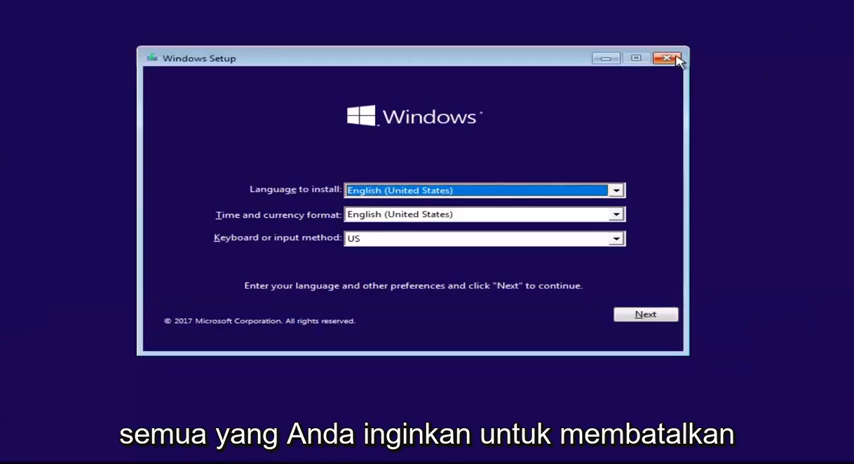 Windows Setup
Windows
Language to install: English (United States)
Time and currency format: English (United States)
Keyboard or input method: US
Enter your language and other preferences and click "Next" to continue.
Next
© 2017 Microsoft Corporation. All rights reserved.
semua yang Anda inginkan untuk membatalkan